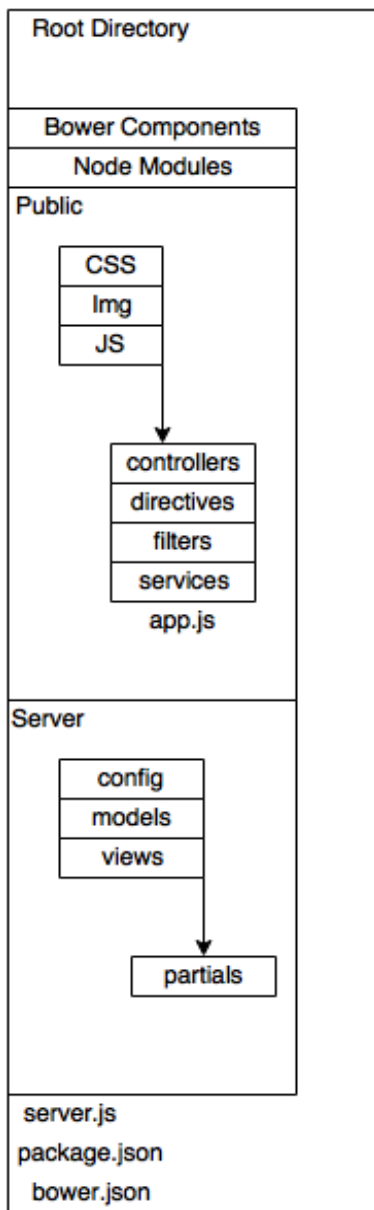 Root Directory
Bower Components
Node Modules
Public
CSS
Img
JS
controllers
directives
filters
services
app.js
Server
config
models
views
partials
server.js
package.json
bower.json